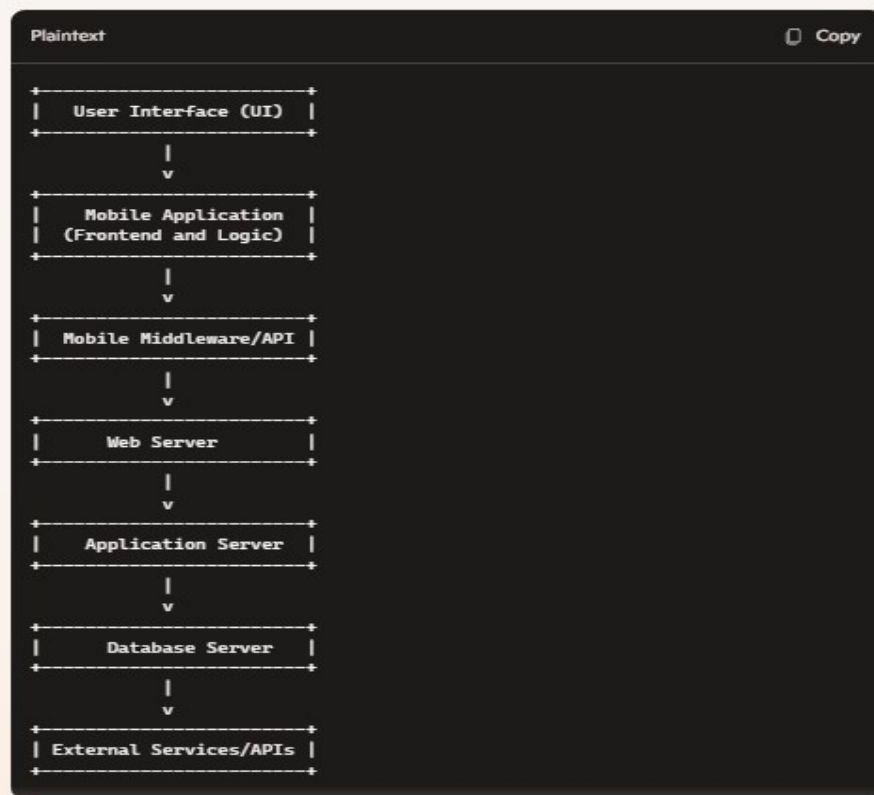 Plaintext Copy
+-------------------------+
| User Interface (UI) |
+-------------------------+
|
v
+-------------------------+
| Mobile Application |
| (Frontend and Logic) |
+-------------------------+
|
v
+-------------------------+
| Mobile Middleware/API |
+-------------------------+
|
v
+-------------------------+
| Web Server |
+-------------------------+
|
v
+-------------------------+
| Application Server |
+-------------------------+
|
v
+-------------------------+
| Database Server |
+-------------------------+
|
v
+-------------------------+
| External Services/APIs |
+-------------------------+